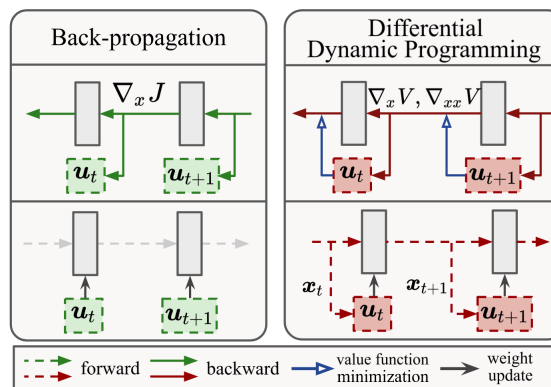 Back-propagation
∇ₓ J
𝒖ₜ
𝒖ₜ₊₁
𝒖ₜ
𝒖ₜ₊₁
Differential
Dynamic Programming
∇ₓV, ∇ₓₓV
𝒖ₜ
𝒖ₜ₊₁
𝒙ₜ
𝒖ₜ
𝒙ₜ₊₁
𝒖ₜ₊₁
forward
backward
value function
minimization
weight
update